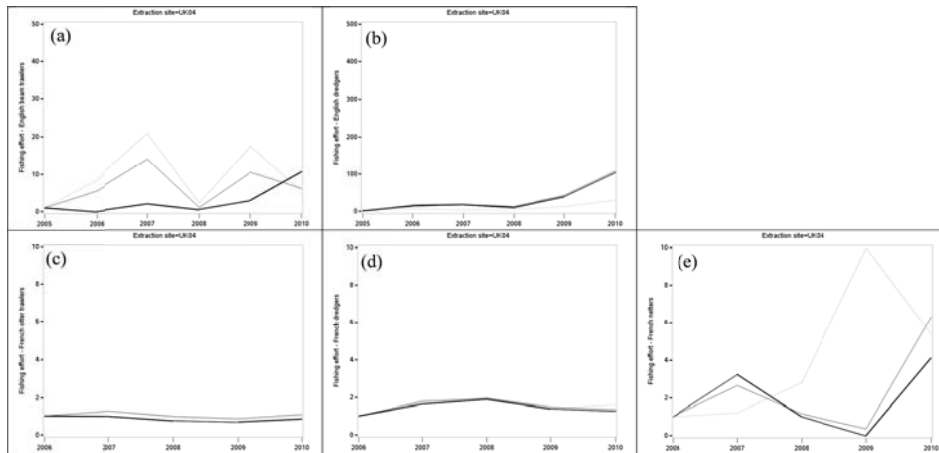 Extraction site=UK04
(a)
Fishing effort - English beam trawlers
50
40
30
20
10
0
2005 2006 2007 2008 2009 2010
Extraction site=UK04
(b)
Fishing effort - English dredgers
500
400
300
200
100
0
2005 2006 2007 2008 2009 2010
Extraction site=UK04
(c)
Fishing effort - French otter trawlers
10
8
6
4
2
0
2006 2007 2008 2009 2010
Extraction site=UK04
(d)
Fishing effort - French dredgers
10
8
6
4
2
0
2006 2007 2008 2009 2010
Extraction site=UK04
(e)
Fishing effort - French netters
10
8
6
4
2
0
2006 2007 2008 2009 2010